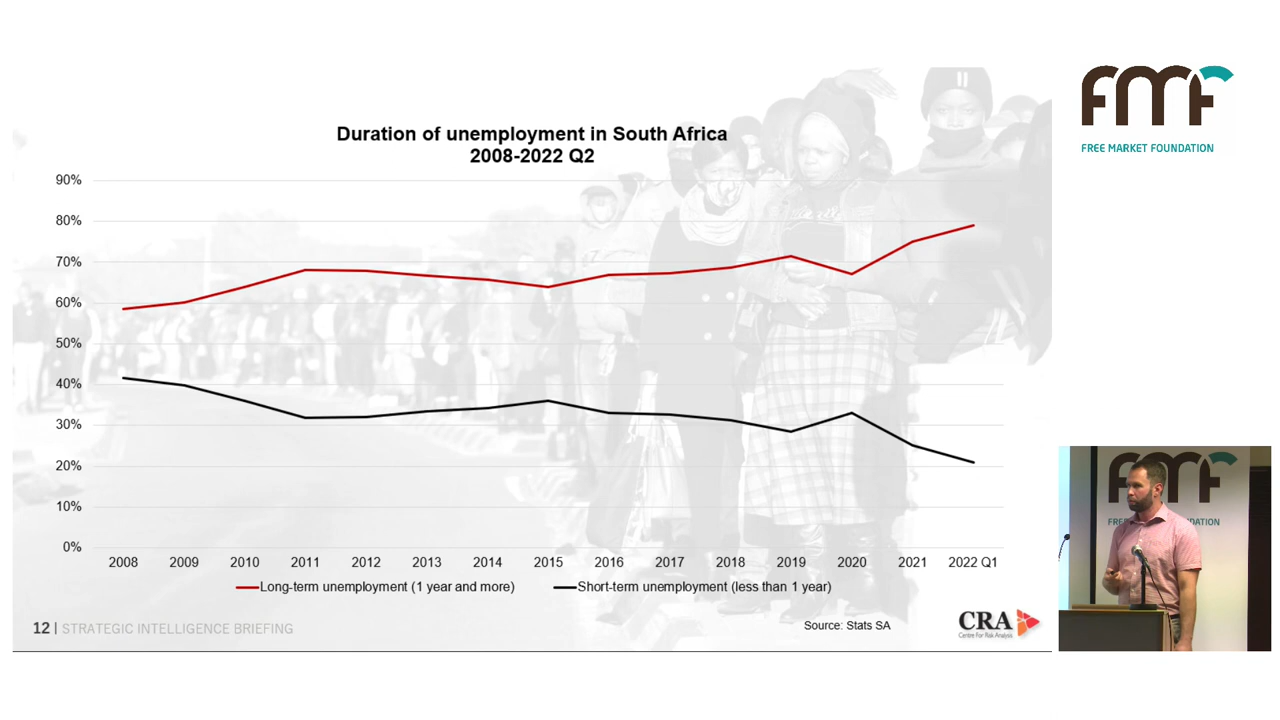 Duration of unemployment in South Africa
2008-2022 Q2
90%
80%
70%
60%
50%
40%
30%
20%
10%
0%
2008 2009 2010 2011 2012 2013 2014 2015 2016 2017 2018 2019 2020 2021 2022 Q1
Long-term unemployment (1 year and more) Short-term unemployment (less than 1 year)
12 | STRATEGIC INTELLIGENCE BRIEFING
Source: Stats SA
CRA
Centre For Risk Analysis
FMF
FREE MARKET FOUNDATION
FMF